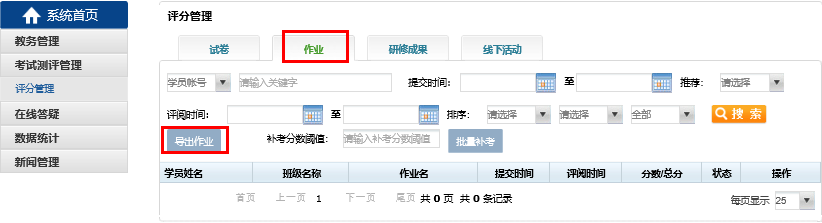 系统首页
教务管理
考试测评管理
评分管理
在线答疑
数据统计
新闻管理
评分管理
试卷 作业 研修成果 线下活动
学员帐号 请输入关键字 提交时间: 至 推荐: 请选择
评阅时间: 至 排序: 请选择 请选择 全部 搜 索
导出作业 补考分数阈值: 请输入补考分数阈值 批量补考
学员姓名 班级名称 作业名 提交时间 评阅时间 分数/总分 状态 操作
首页 上一页 1 下一页 尾页 共 0 页 共 0 条记录 每页显示 25